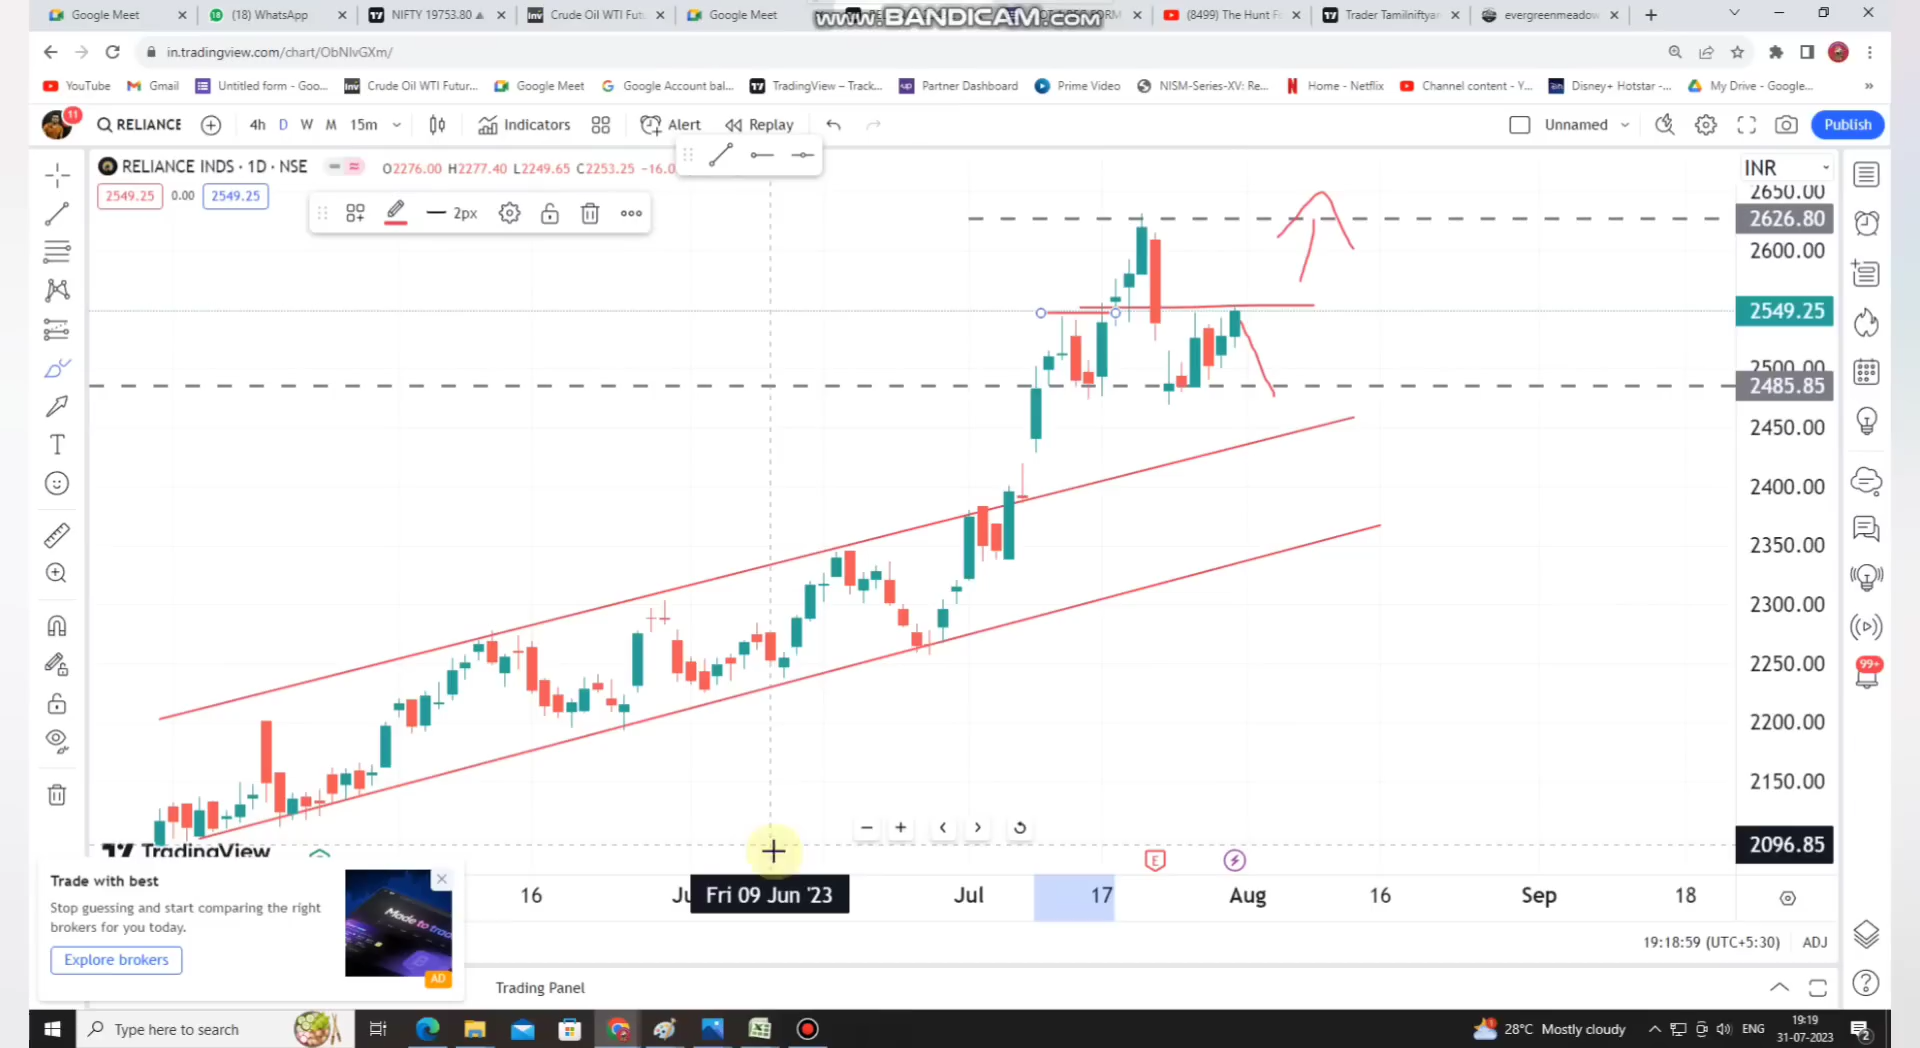 Google Meet
(18) WhatsApp
NIFTY 19753.80 ▲
Crude Oil WTI Futu
Google Meet
www.BANDICAM.com
(8499) The Hunt F
Trader Tamilniftyar
evergreenmeadow
in.tradingview.com/chart/ObNlvGXm/
YouTube
Gmail
Untitled form - Goo...
Crude Oil WTI Futur...
Google Meet
Google Account bal...
TradingView – Track...
Partner Dashboard
Prime Video
NISM-Series-XV: Re...
Home - Netflix
Channel content - Y...
Disney+ Hotstar -...
My Drive - Google...
»
11
RELIANCE
4h D W M 15m
Indicators
Alert
Replay
Unnamed
Publish
RELIANCE INDS · 1D · NSE
O2276.00 H2277.40 L2249.65 C2253.25 −16.0
INR
2549.25 0.00 2549.25
2px
2650.00
2626.80
2600.00
2549.25
2500.00
2485.85
2450.00
2400.00
2350.00
2300.00
2250.00
2200.00
2150.00
2096.85
99+
TradingView
E
16
Fri 09 Jun '23
Jul
17
Aug
16
Sep
18
Trade with best
Stop guessing and start comparing the right
brokers for you today.
Explore brokers
Made to trad
AD
19:18:59 (UTC+5:30) ADJ
Trading Panel
Type here to search
28°C Mostly cloudy
ENG
19:19
31-07-2023
2